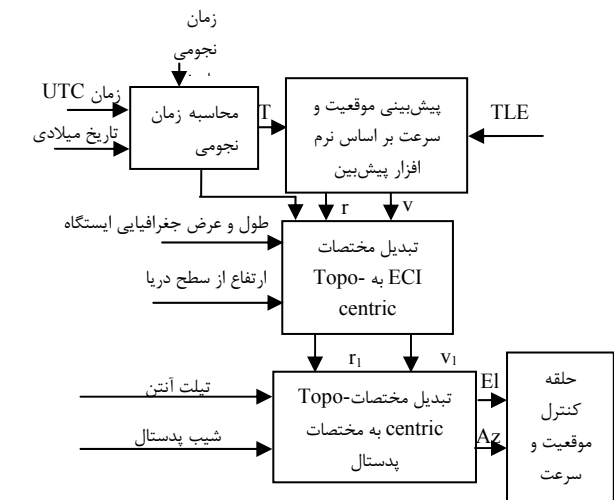 زمان
نجومی
زمان UTC
تاریخ میلادی
محاسبه زمان
نجومی
T
پیش‌بینی موقعیت و
سرعت بر اساس نرم
افزار پیش‌بین
TLE
r
v
طول و عرض جغرافیایی ایستگاه
ارتفاع از سطح دریا
تبدیل مختصات
ECI به Topo-
centric
r1
v1
تیلت آنتن
شیب پدستال
تبدیل مختصات Topo-
centric به مختصات
پدستال
El
Az
حلقه
کنترل
موقعیت و
سرعت